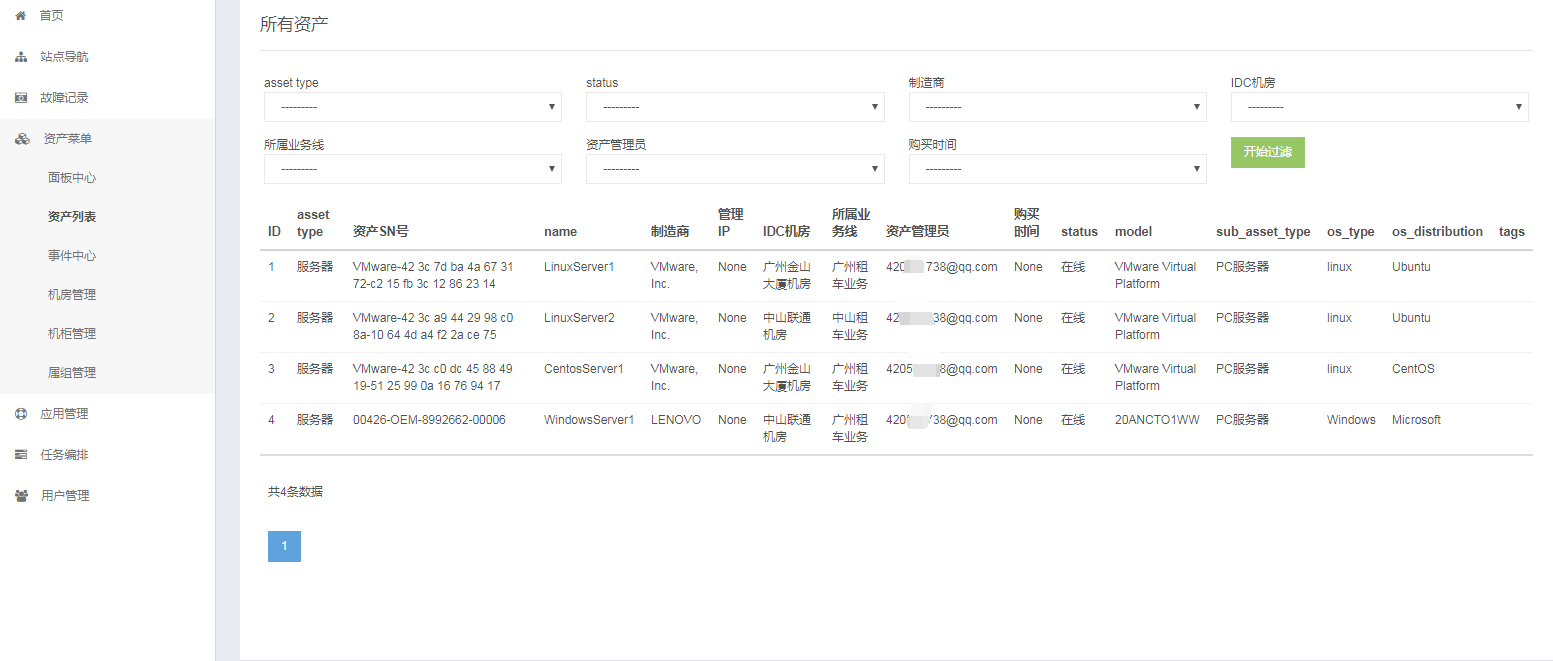 首页
站点导航
故障记录
资产菜单
面板中心
资产列表
事件中心
机房管理
机柜管理
属组管理
应用管理
任务编排
用户管理
所有资产
asset type status 制造商 IDC机房
--------- --------- --------- ---------
所属业务线 资产管理员 购买时间
--------- --------- --------- 开始过滤
asset 管理 所属业 购买
ID type 资产SN号 name 制造商 IP IDC机房 务线 资产管理员 时间 status model sub_asset_type os_type os_distribution tags
1 服务器 VMware-42 3c 7d ba 4a 67 31 LinuxServer1 VMware, None 广州金山 广州租 420 738@qq.com None 在线 VMware Virtual PC服务器 linux Ubuntu
72-c2 15 fb 3c 12 86 23 14 Inc. 大厦机房 车业务 Platform
2 服务器 VMware-42 3c a9 44 29 98 c0 LinuxServer2 VMware, None 中山联通 中山租 42 38@qq.com None 在线 VMware Virtual PC服务器 linux Ubuntu
8a-10 64 4d a4 f2 2a ce 75 Inc. 机房 车业务 Platform
3 服务器 VMware-42 3c c0 dc 45 88 49 CentosServer1 VMware, None 广州金山 广州租 4205 8@qq.com None 在线 VMware Virtual PC服务器 linux CentOS
19-51 25 99 0a 16 76 94 17 Inc. 大厦机房 车业务 Platform
4 服务器 00426-OEM-8992662-00006 WindowsServer1 LENOVO None 中山联通 广州租 420 738@qq.com None 在线 20ANCTO1WW PC服务器 Windows Microsoft
机房 车业务
共4条数据
1